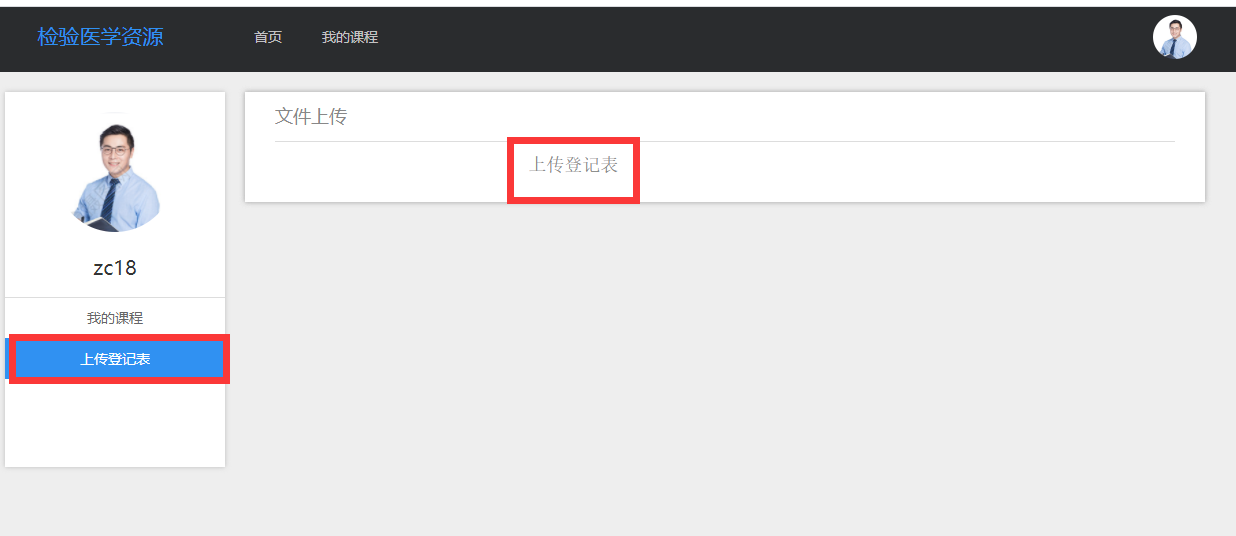 检验医学资源
首页
我的课程
zc18
我的课程
上传登记表
文件上传
上传登记表